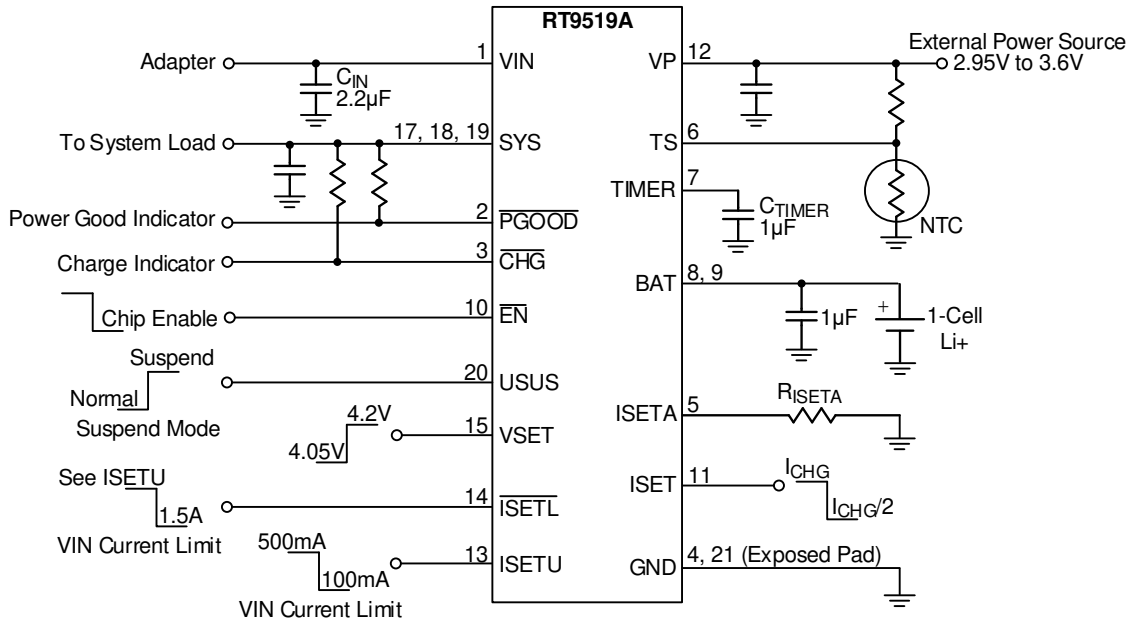 RT9519A
Adapter
1
VIN
C_IN
2.2µF
To System Load
17, 18, 19
SYS
Power Good Indicator
2
PGOOD
Charge Indicator
3
CHG
Chip Enable
10
EN
Suspend
Normal
Suspend Mode
20
USUS
4.2V
4.05V
15
VSET
See ISETU
1.5A
VIN Current Limit
14
ISETL
500mA
100mA
VIN Current Limit
13
ISETU
VP
12
External Power Source
2.95V to 3.6V
TS
6
NTC
TIMER
7
C_TIMER
1µF
BAT
8, 9
1µF
+
1-Cell
Li+
ISETA
5
R_ISETA
ISET
11
I_CHG
I_CHG/2
GND
4, 21 (Exposed Pad)